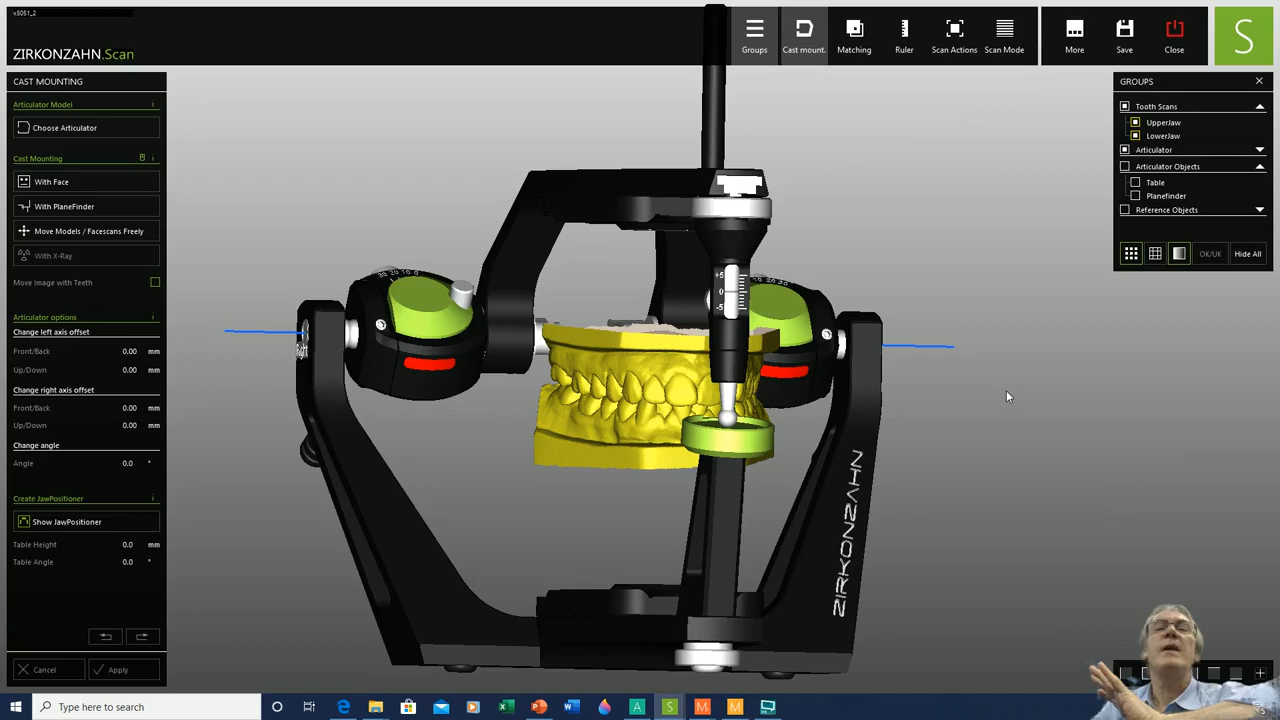 v5051_2
ZIRKONZAHN.Scan
Groups
Cast mount.
Matching
Ruler
Scan Actions
Scan Mode
More
Save
Close
S
CAST MOUNTING
Articulator Model
Choose Articulator
Cast Mounting
With Face
With PlaneFinder
Move Models / Facescans Freely
With X-Ray
Move Image with Teeth
Articulator options
Change left axis offset
Front/Back 0.00 mm
Up/Down 0.00 mm
Change right axis offset
Front/Back 0.00 mm
Up/Down 0.00 mm
Change angle
Angle 0.0 °
Create JawPositioner
Show JawPositioner
Table Height 0.0 mm
Table Angle 0.0 °
Cancel
Apply
+5
0
-5
ZIRKONZAHN
GROUPS
Tooth Scans
UpperJaw
LowerJaw
Articulator
Articulator Objects
Table
Planefinder
Reference Objects
OK/UK
Hide All
Type here to search